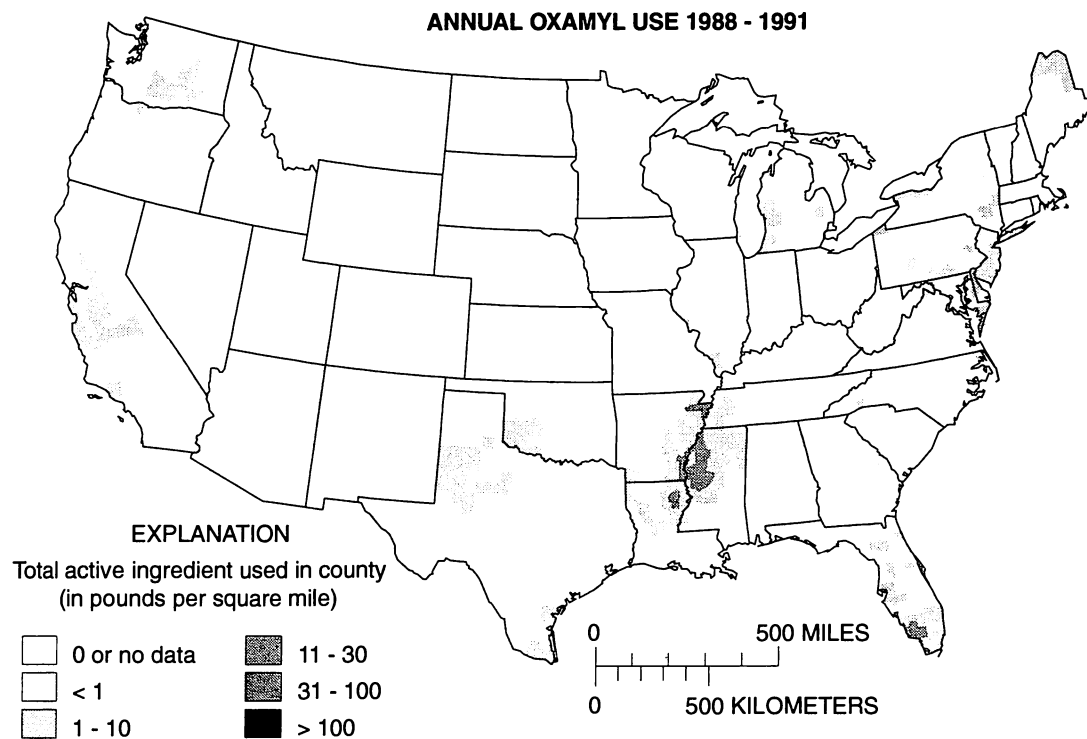 ANNUAL OXAMYL USE 1988 - 1991
EXPLANATION
Total active ingredient used in county
(in pounds per square mile)
0 or no data
< 1
1 - 10
11 - 30
31 - 100
> 100
0 500 MILES
0 500 KILOMETERS